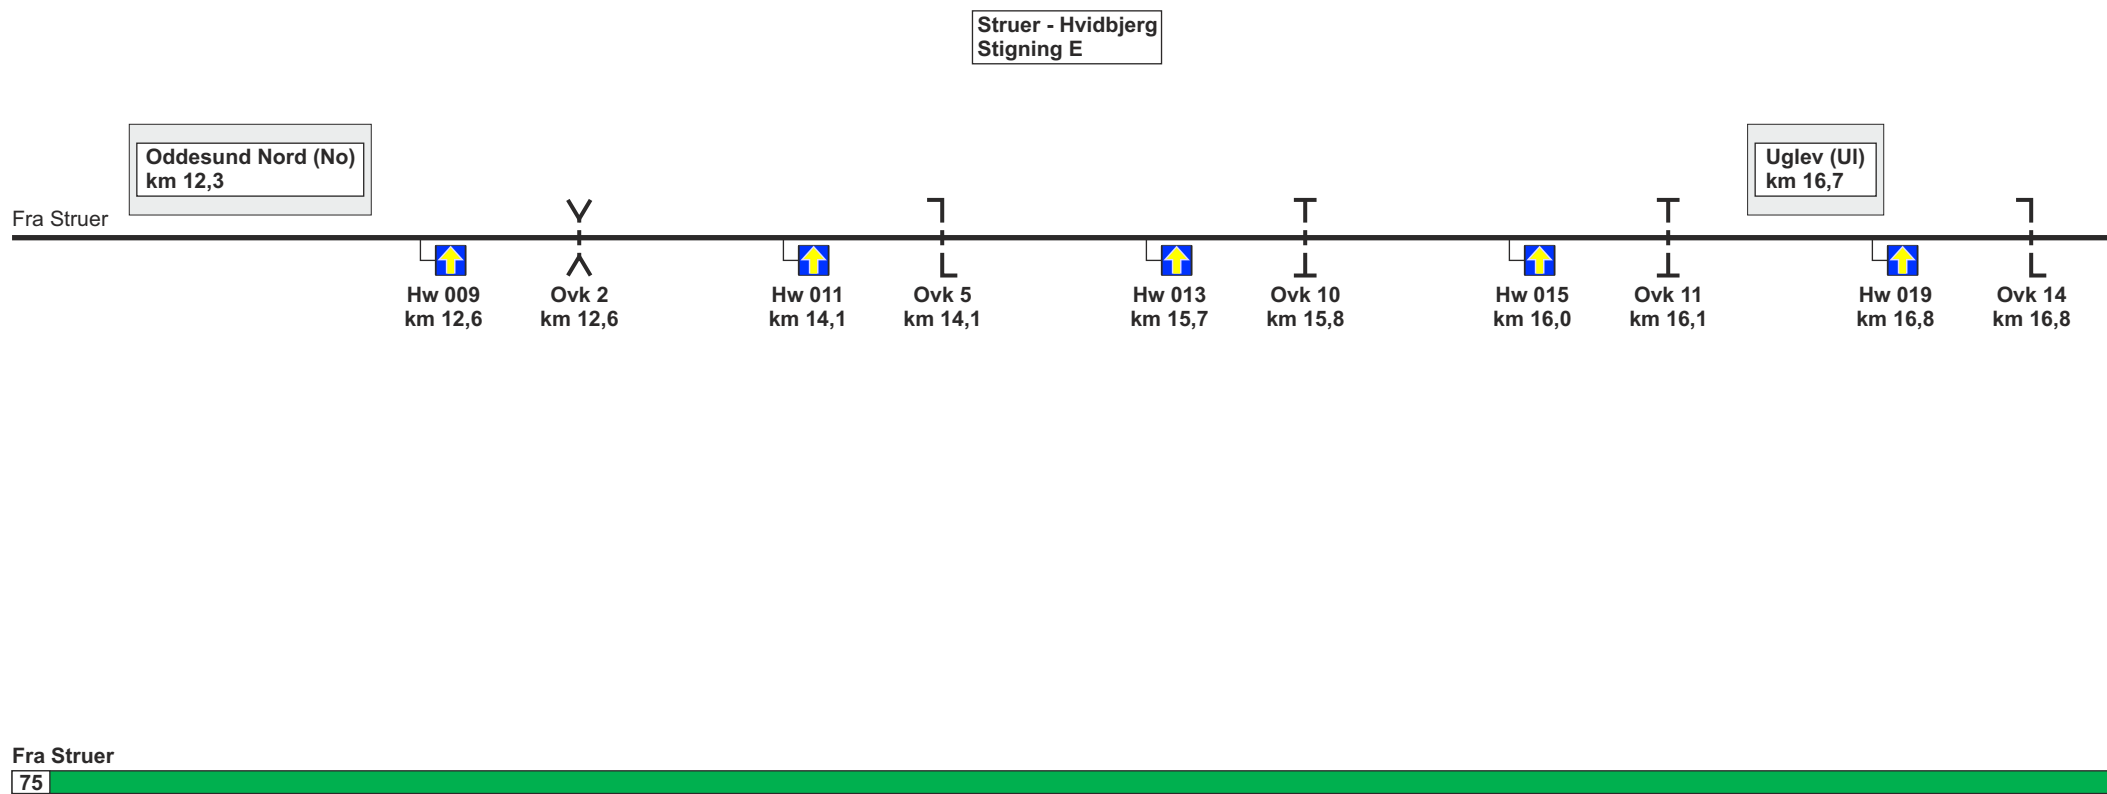 Struer - Hvidbjerg
Stigning E
Oddesund Nord (No)
km 12,3
Uglev (Ul)
km 16,7
Fra Struer
Hw 009
km 12,6
Ovk 2
km 12,6
Hw 011
km 14,1
Ovk 5
km 14,1
Hw 013
km 15,7
Ovk 10
km 15,8
Hw 015
km 16,0
Ovk 11
km 16,1
Hw 019
km 16,8
Ovk 14
km 16,8
Fra Struer
75